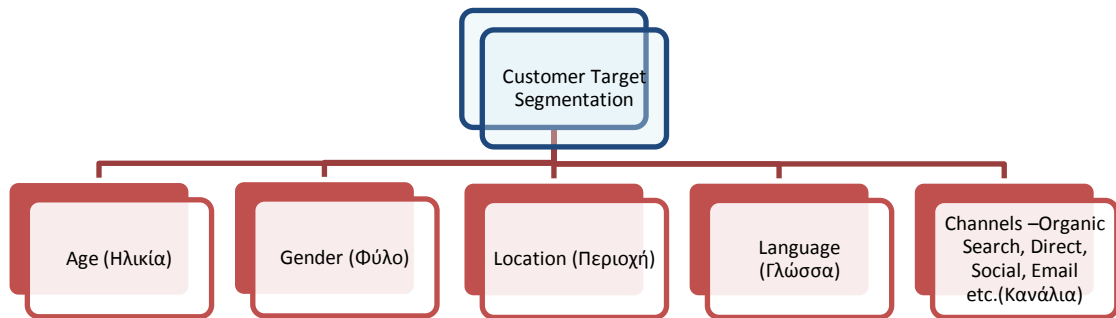 Customer Target
Segmentation
Age (Ηλικία)
Gender (Φύλο)
Location (Περιοχή)
Language
(Γλώσσα)
Channels –Organic
Search, Direct,
Social, Email
etc.(Κανάλια)